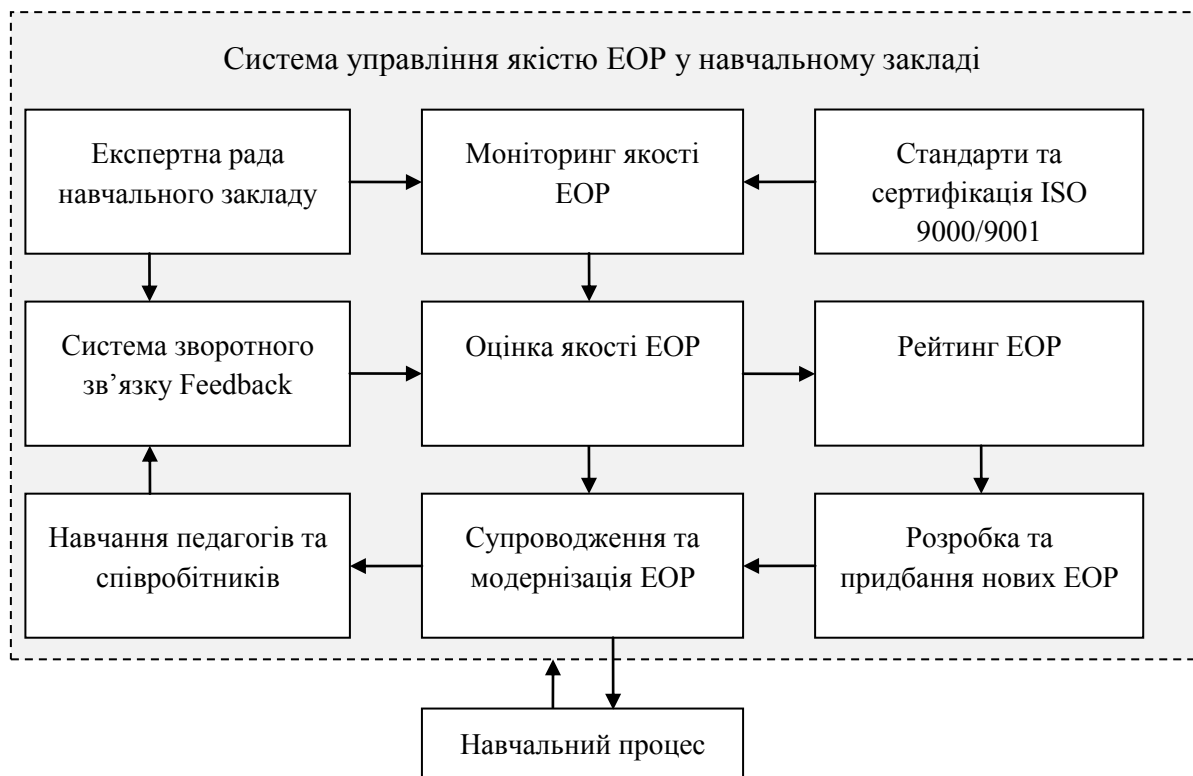 Система управління якістю ЕОР у навчальному закладі
Експертна рада
навчального закладу
Моніторинг якості
ЕОР
Стандарти та
сертифікація ISO
9000/9001
Система зворотного
зв’язку Feedback
Оцінка якості ЕОР
Рейтинг ЕОР
Навчання педагогів та
співробітників
Супроводження та
модернізація ЕОР
Розробка та
придбання нових ЕОР
Навчальний процес